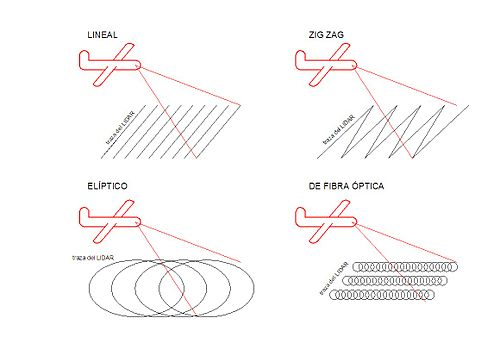 LINEAL
ZIG ZAG
traza del LIDAR
traza del LIDAR
ELÍPTICO
DE FIBRA ÓPTICA
traza del LIDAR
traza del LIDAR